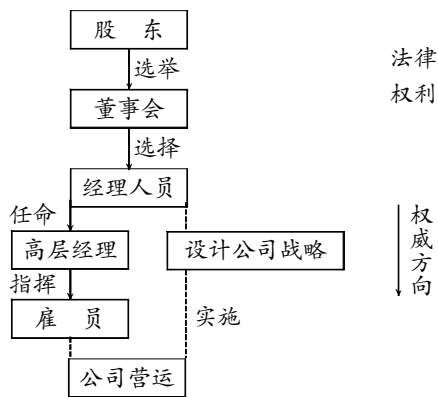 股 东
选举
法律
权利
董事会
选择
经理人员
任命
权威方向
高层经理
设计公司战略
指挥
雇 员
实施
公司营运